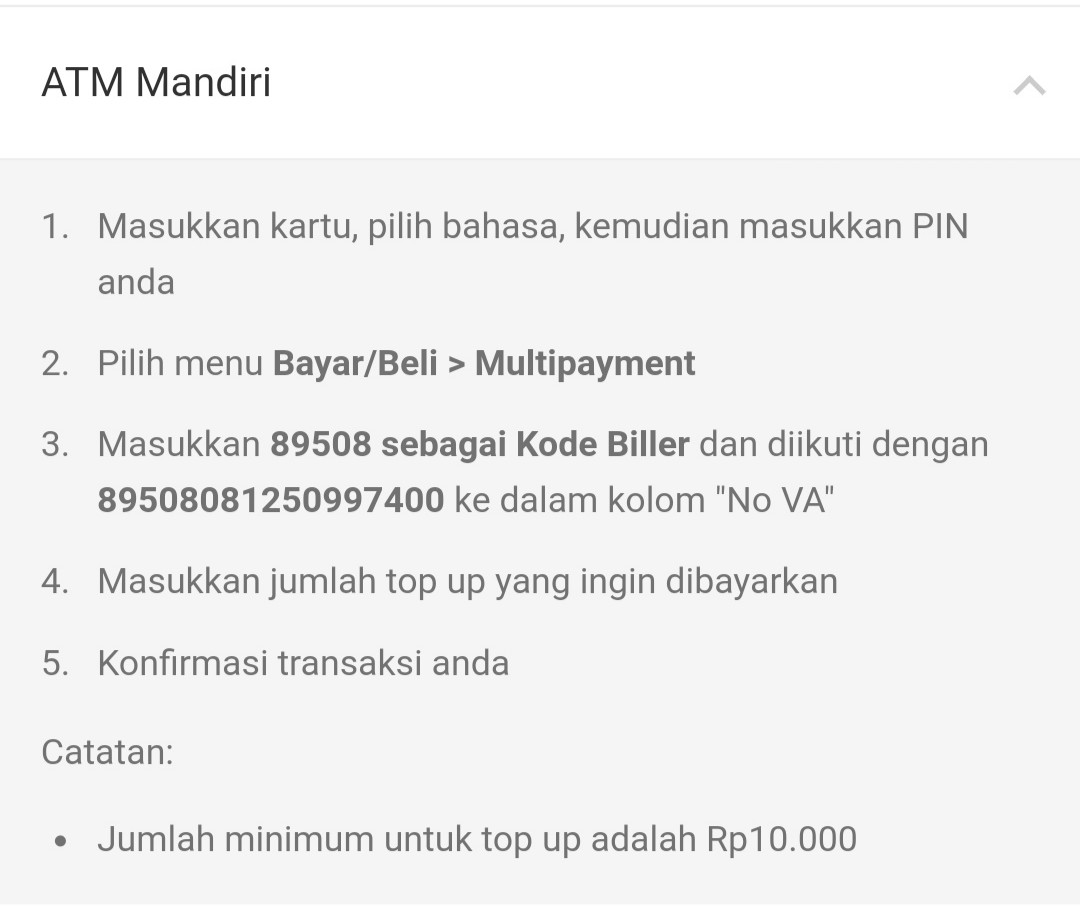 ATM Mandiri
1. Masukkan kartu, pilih bahasa, kemudian masukkan PIN
anda
2. Pilih menu Bayar/Beli > Multipayment
3. Masukkan 89508 sebagai Kode Biller dan diikuti dengan
89508081250997400 ke dalam kolom "No VA"
4. Masukkan jumlah top up yang ingin dibayarkan
5. Konfirmasi transaksi anda
Catatan:
• Jumlah minimum untuk top up adalah Rp10.000